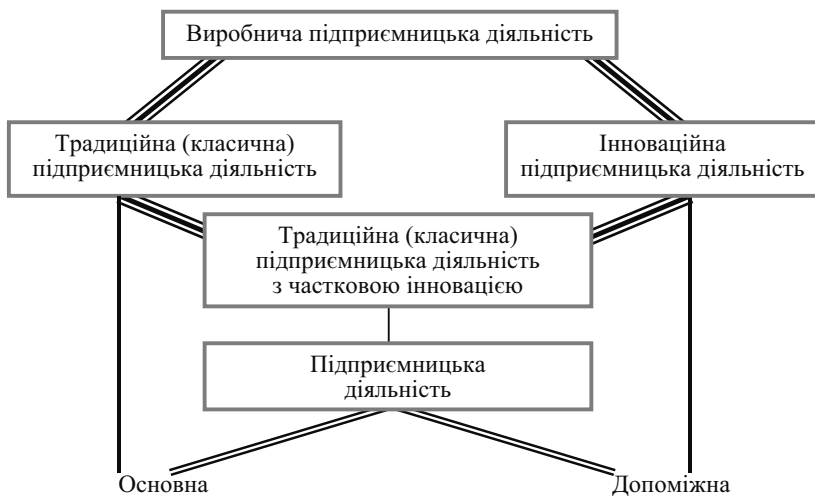 Виробнича підприємницька діяльність
Традиційна (класична)
підприємницька діяльність
Інноваційна
підприємницька діяльність
Традиційна (класична)
підприємницька діяльність
з частковою інновацією
Підприємницька
діяльність
Основна
Допоміжна